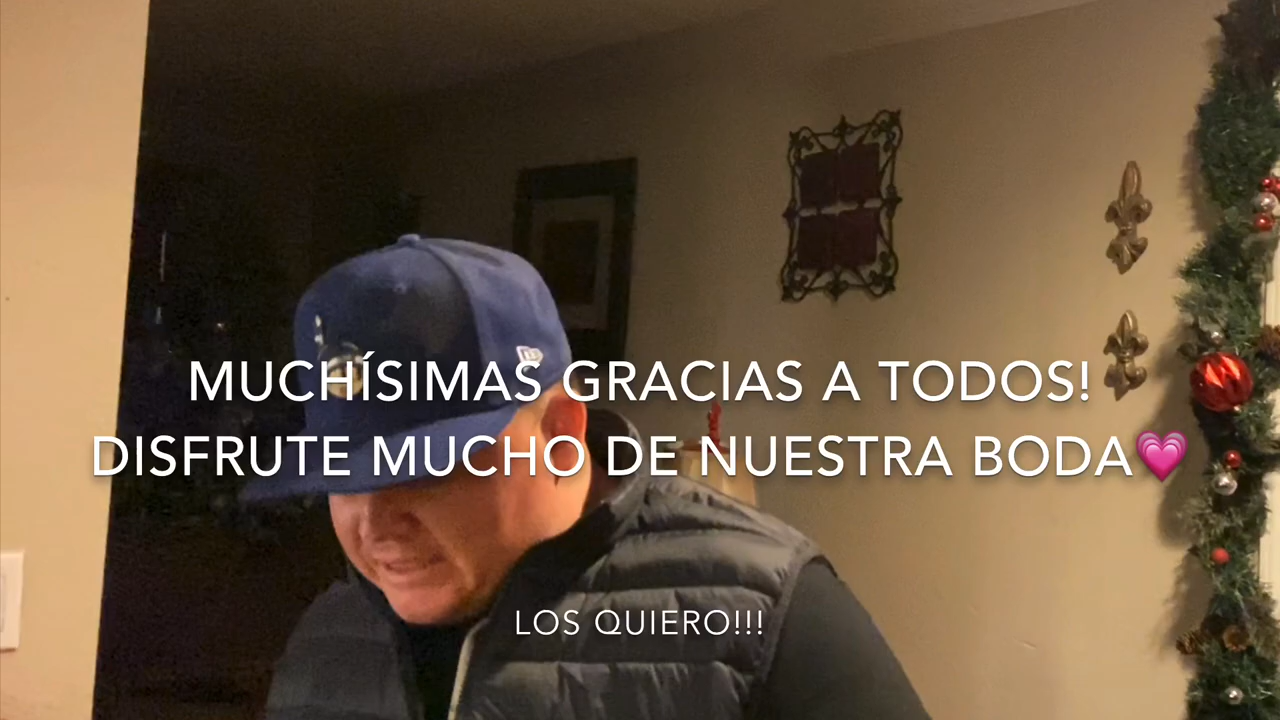 MUCHÍSIMAS GRACIAS A TODOS!
DISFRUTE MUCHO DE NUESTRA BODA💗
LOS QUIERO!!!